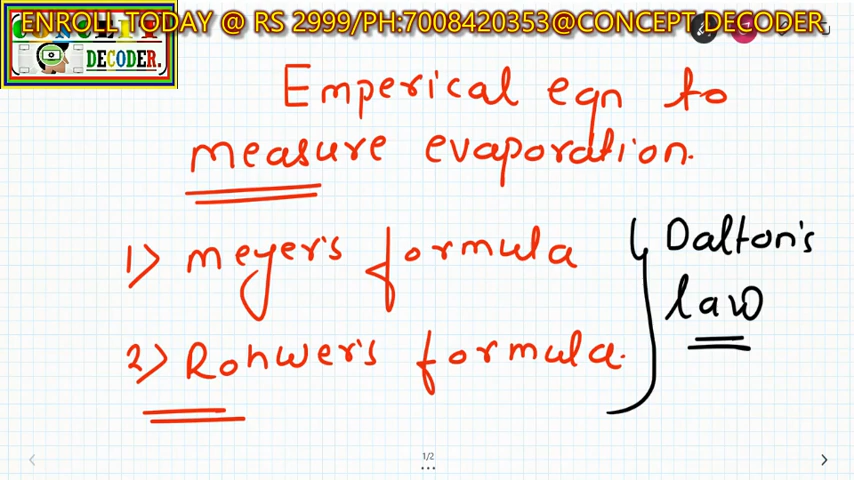 ENROLL TODAY @ RS 2999/PH:7008420353@CONCEPT DECODER
DECODER.
Emperical eqn to
measure evaporation.
1) meyer's formula
Dalton's
law
2) Rohwer's formula.
1/2